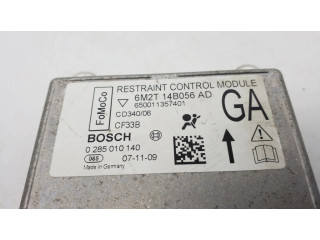 FoMoCo
RESTRAINT CONTROL MODULE
6M2T 14B056 AD
650011357401
CD340/06
CF33B
GA
BOSCH
0 285 010 140
065 07-11-09
Made in Germany